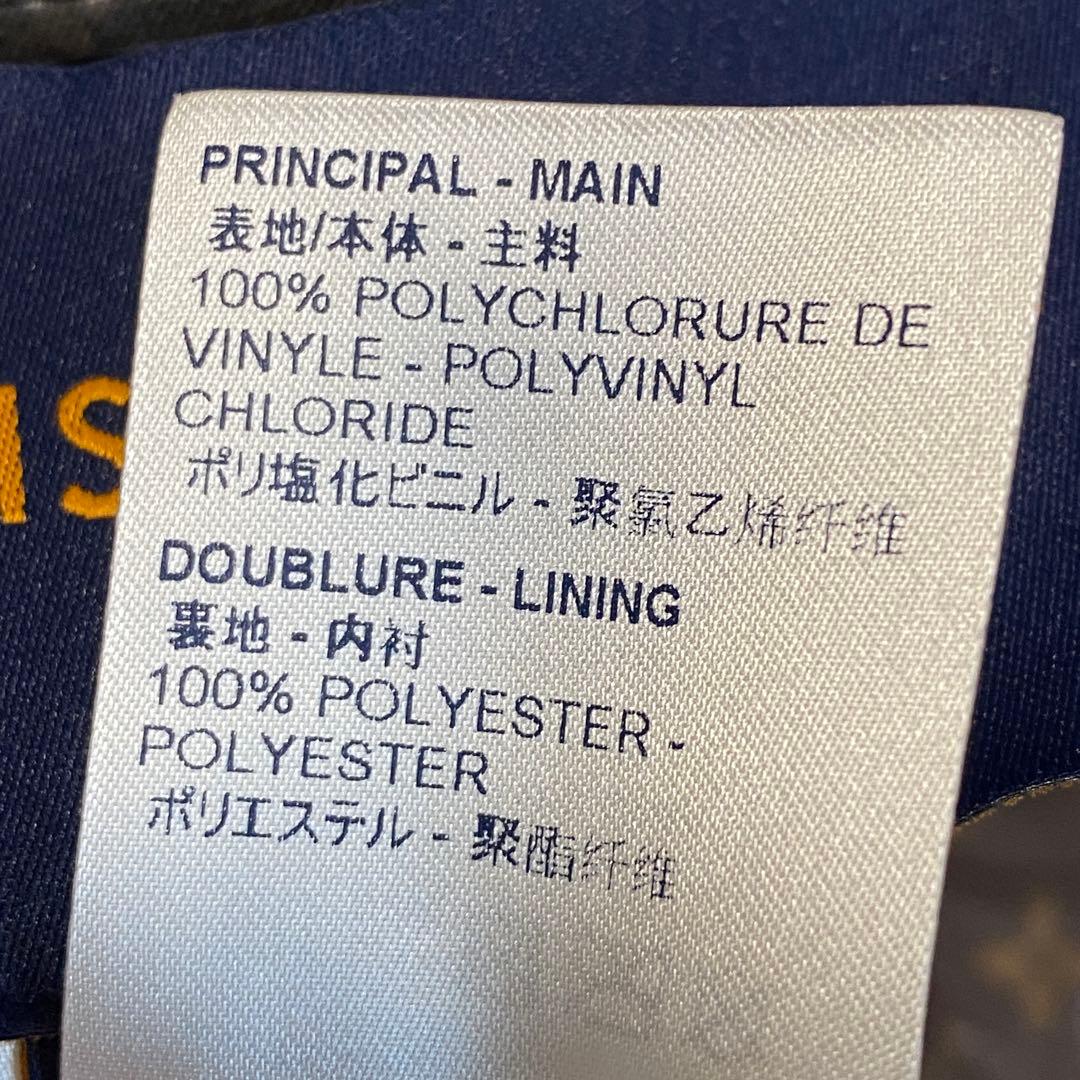 PRINCIPAL - MAIN
表地/本体 - 主料
100% POLYCHLORURE DE
VINYLE - POLYVINYL
CHLORIDE
ポリ塩化ビニル - 聚氯乙烯纤维
DOUBLURE - LINING
裏地 - 内衬
100% POLYESTER -
POLYESTER
ポリエステル - 聚酯纤维